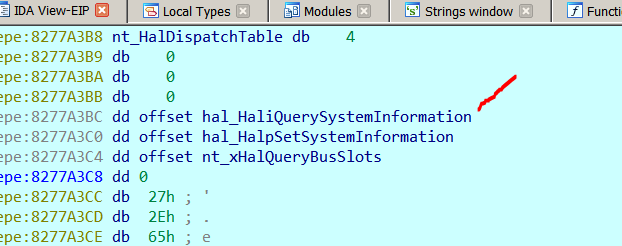 IDA View-EIP Local Types Modules 's' Strings window f Functi
epe:8277A3B8 nt_HalDispatchTable db 4
epe:8277A3B9 db 0
epe:8277A3BA db 0
epe:8277A3BB db 0
epe:8277A3BC dd offset hal_HaliQuerySystemInformation
epe:8277A3C0 dd offset hal_HalpSetSystemInformation
epe:8277A3C4 dd offset nt_xHalQueryBusSlots
epe:8277A3C8 dd 0
epe:8277A3CC db 27h ; '
epe:8277A3CD db 2Eh ; .
epe:8277A3CE db 65h ; e